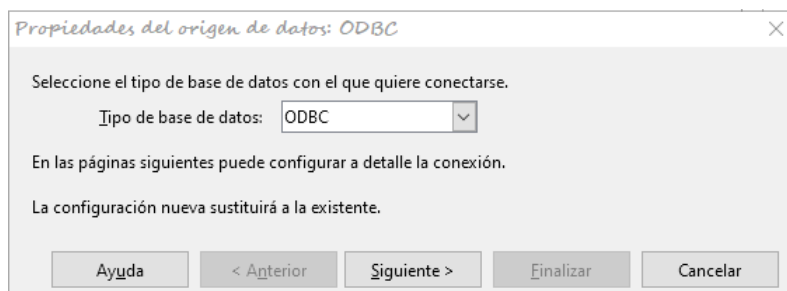 Propiedades del origen de datos: ODBC
Seleccione el tipo de base de datos con el que quiere conectarse.
Tipo de base de datos: ODBC
En las páginas siguientes puede configurar a detalle la conexión.
La configuración nueva sustituirá a la existente.
Ayuda < Anterior Siguiente > Finalizar Cancelar